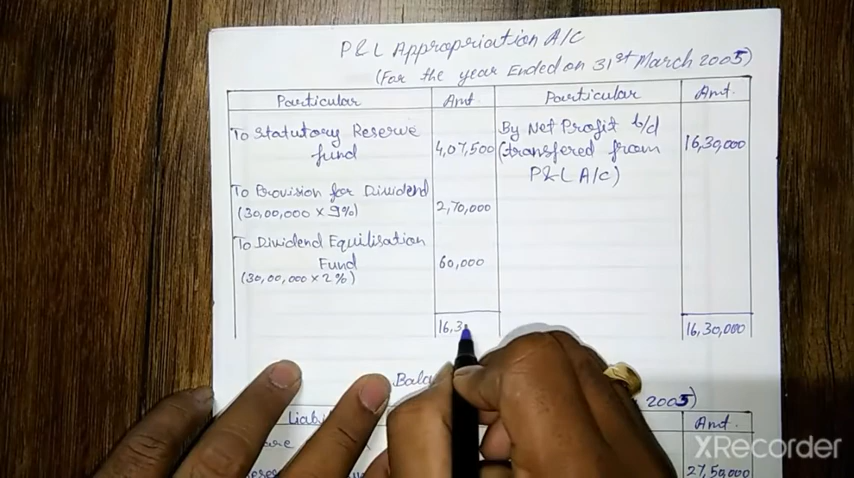 P&L Appropriation A/C
(For the year Ended on 31st March 2005)
Particular Amt. Particular Amt.
To Statutory Reserve fund 4,07,500
By Net Profit b/d (transfered from P&L A/C) 16,30,000
To Provision for Dividend (30,00,000 × 9%) 2,70,000
To Dividend Equilisation Fund (30,00,000 × 2%) 60,000
16,3 16,30,000
2005)
Amt.
27,50,000
XRecorder